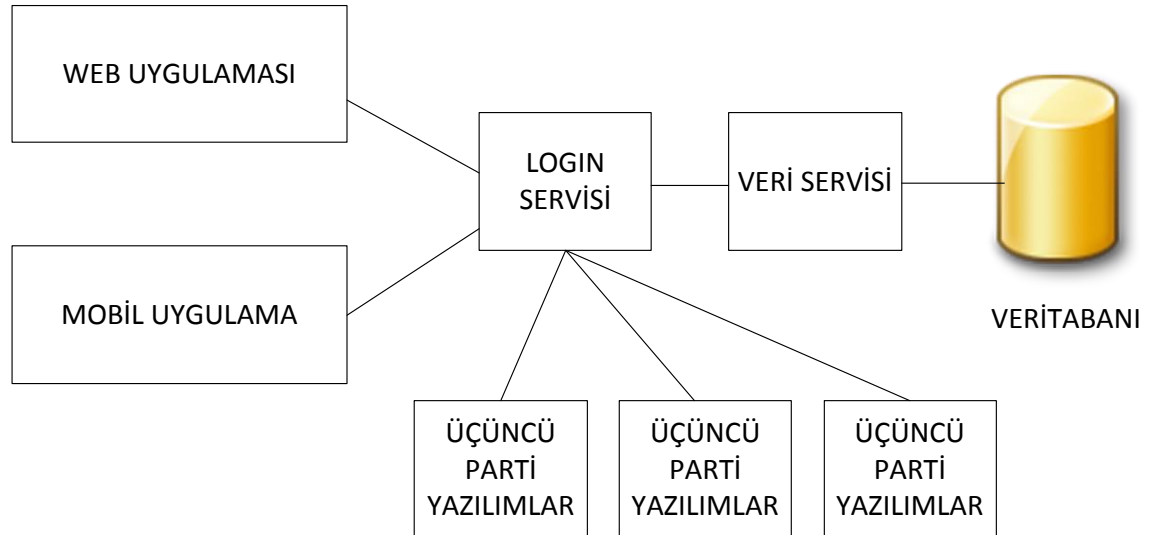 WEB UYGULAMASI
LOGIN
SERVİSİ
VERİ SERVİSİ
MOBİL UYGULAMA
VERİTABANI
ÜÇÜNCÜ
PARTİ
YAZILIMLAR
ÜÇÜNCÜ
PARTİ
YAZILIMLAR
ÜÇÜNCÜ
PARTİ
YAZILIMLAR